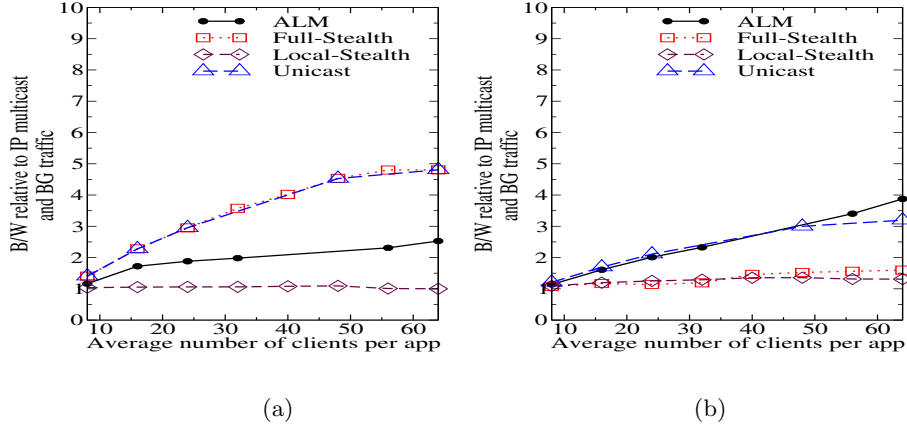 10
9
8
7
6
5
4
3
2
1
0
10
20
30
40
50
60
B/W relative to IP multicast
and BG traffic
Average number of clients per app
ALM
Full-Stealth
Local-Stealth
Unicast
(a)
10
9
8
7
6
5
4
3
2
1
0
10
20
30
40
50
60
B/W relative to IP multicast
and BG traffic
Average number of clients per app
ALM
Full-Stealth
Local-Stealth
Unicast
(b)